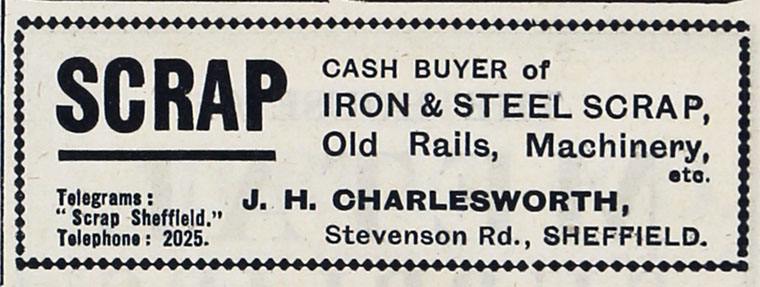 SCRAP
CASH BUYER of
IRON & STEEL SCRAP,
Old Rails, Machinery,
etc.
Telegrams:
"Scrap Sheffield."
Telephone: 2025.
J. H. CHARLESWORTH,
Stevenson Rd., SHEFFIELD.